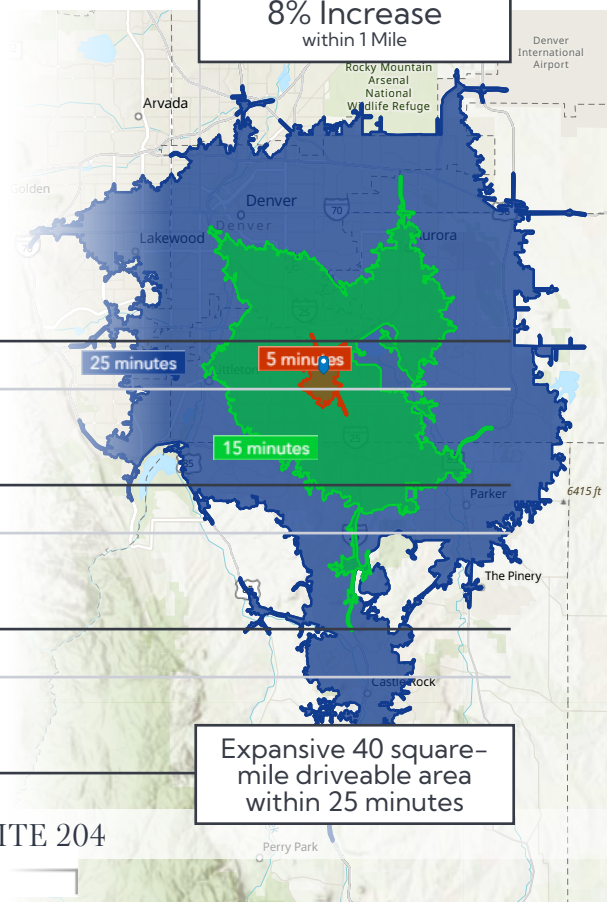 8% Increase
within 1 Mile
Denver
International
Airport
Rocky Mountain
Arsenal
National
Wildlife Refuge
Arvada
Golden
Denver
Denver
70
Lakewood
Aurora
25
25 minutes
5 minutes
Littleton
15 minutes
25
Parker
6415 ft
The Pinery
Castle Rock
Expansive 40 square-
mile driveable area
within 25 minutes
ITE 204
Perry Park